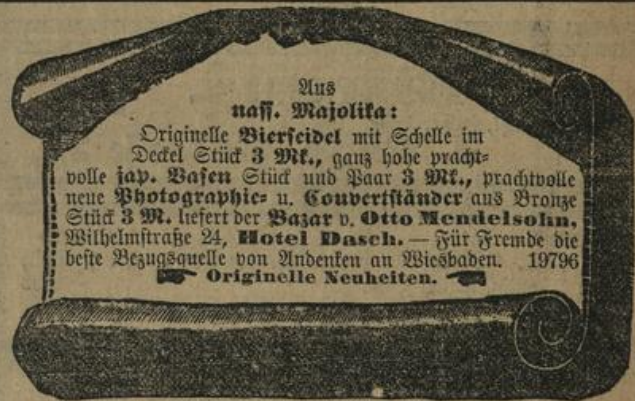 Aus
nass. Majolika:
Originelle Bierseidel mit Schelle im
Deckel Stück 3 Mk., ganz hohe pracht-
volle jap. Vasen Stück und Paar 3 Mk., prachtvolle
neue Photographie- u. Couvertständer aus Bronze
Stück 3 M. liefert der Bazar v. Otto Mendelsohn,
Wilhelmstraße 24, Hotel Dasch. — Für Fremde die
beste Bezugsquelle von Andenken an Wiesbaden. 19796
Originelle Neuheiten.